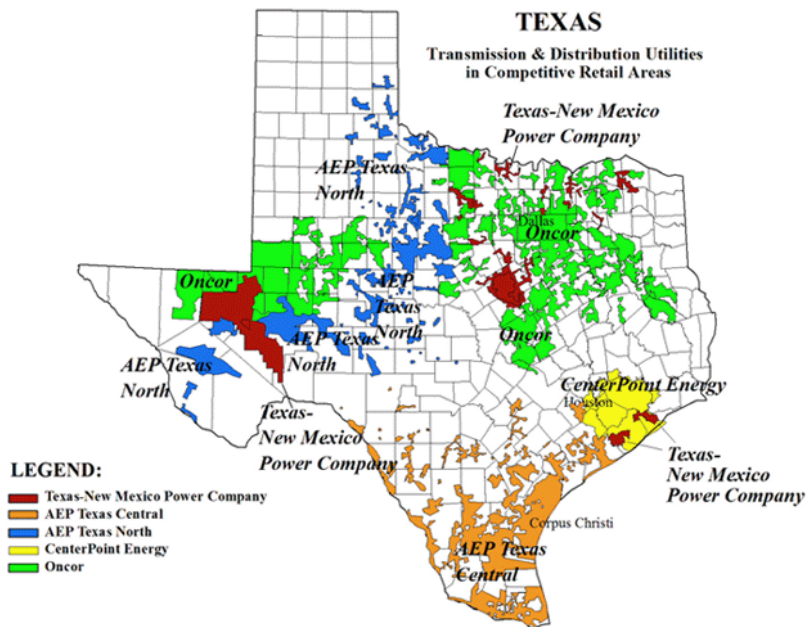 TEXAS
Transmission & Distribution Utilities
in Competitive Retail Areas
Texas-New Mexico
Power Company
AEP Texas
North
Dallas
Oncor
Oncor
AEP
Texas
North
AEP Texas
North
Oncor
AEP Texas
North
CenterPoint Energy
Houston
Texas-
New Mexico
Power Company
Texas-
New Mexico
Power Company
Corpus Christi
AEP Texas
Central
LEGEND:
Texas-New Mexico Power Company
AEP Texas Central
AEP Texas North
CenterPoint Energy
Oncor